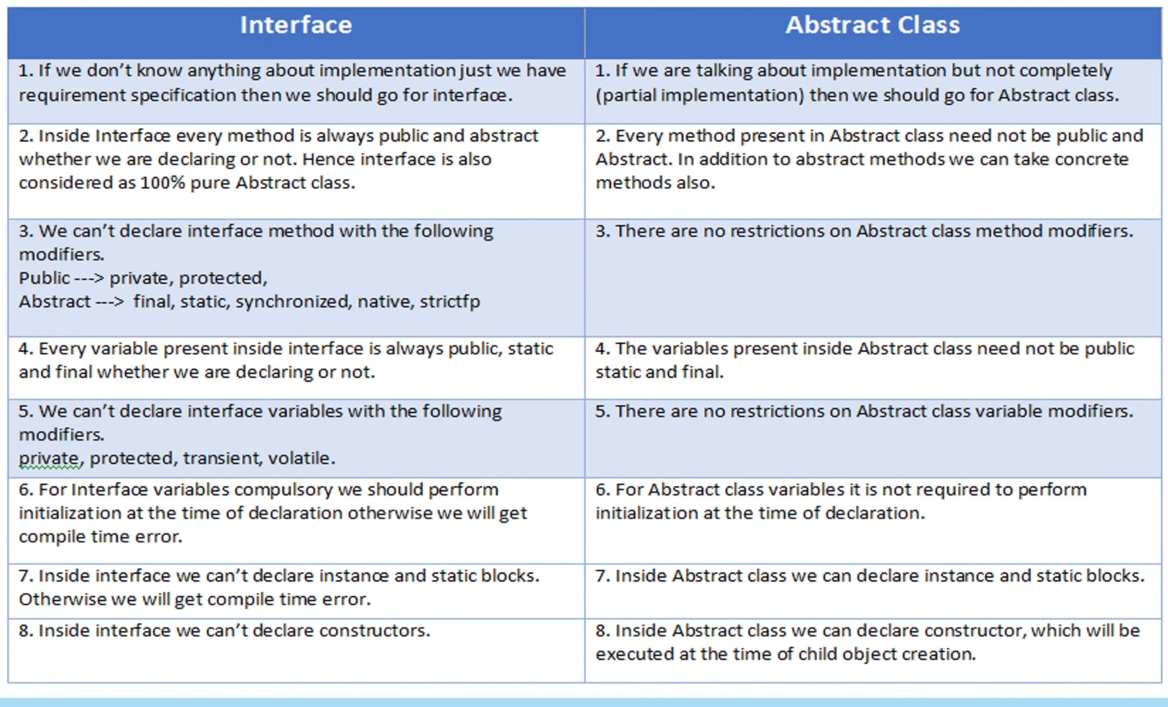 Interface
Abstract Class
1. If we don't know anything about implementation just we have
requirement specification then we should go for interface.
1. If we are talking about implementation but not completely
(partial implementation) then we should go for Abstract class.
2. Inside Interface every method is always public and abstract
whether we are declaring or not. Hence interface is also
considered as 100% pure Abstract class.
2. Every method present in Abstract class need not be public and
Abstract. In addition to abstract methods we can take concrete
methods also.
3. We can't declare interface method with the following
modifiers.
Public ---> private, protected,
Abstract ---> final, static, synchronized, native, strictfp
3. There are no restrictions on Abstract class method modifiers.
4. Every variable present inside interface is always public, static
and final whether we are declaring or not.
4. The variables present inside Abstract class need not be public
static and final.
5. We can't declare interface variables with the following
modifiers.
private, protected, transient, volatile.
5. There are no restrictions on Abstract class variable modifiers.
6. For Interface variables compulsory we should perform
initialization at the time of declaration otherwise we will get
compile time error.
6. For Abstract class variables it is not required to perform
initialization at the time of declaration.
7. Inside interface we can't declare instance and static blocks.
Otherwise we will get compile time error.
7. Inside Abstract class we can declare instance and static blocks.
8. Inside interface we can't declare constructors.
8. Inside Abstract class we can declare constructor, which will be
executed at the time of child object creation.